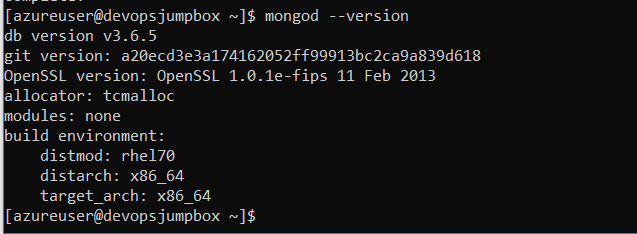 [azureuser@devopsjumpbox ~]$ mongod --version
db version v3.6.5
git version: a20ecd3e3a174162052ff99913bc2ca9a839d618
OpenSSL version: OpenSSL 1.0.1e-fips 11 Feb 2013
allocator: tcmalloc
modules: none
build environment:
    distmod: rhel70
    distarch: x86_64
    target_arch: x86_64
[azureuser@devopsjumpbox ~]$